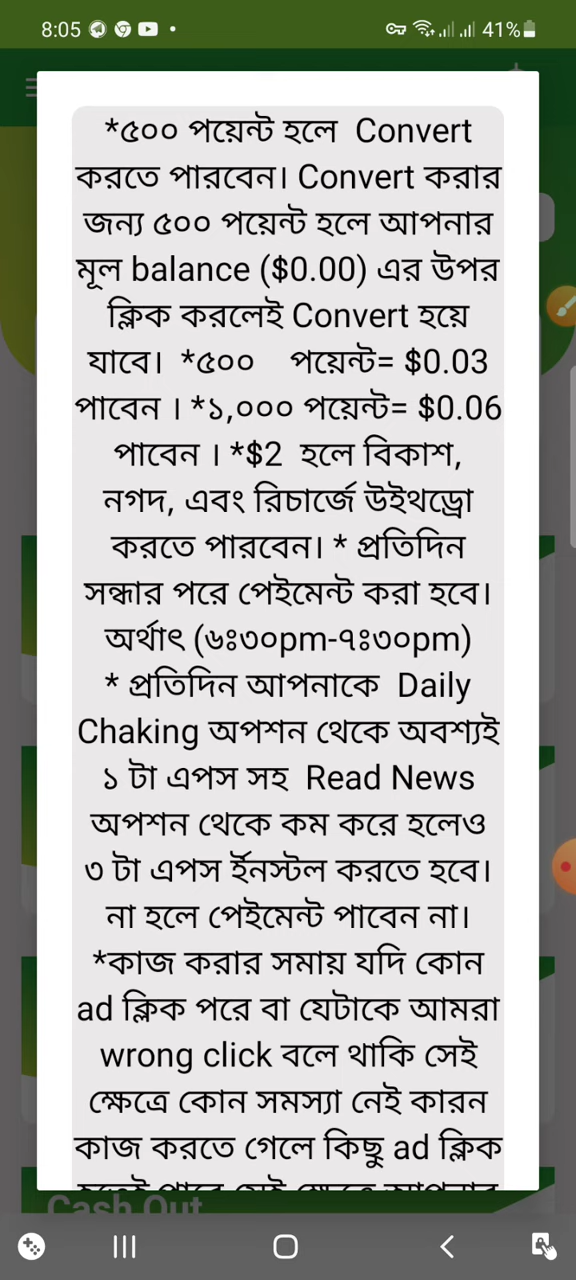 8:05
41%
*৫০০ পয়েন্ট হলে Convert
করতে পারবেন। Convert করার
জন্য ৫০০ পয়েন্ট হলে আপনার
মূল balance ($0.00) এর উপর
ক্লিক করলেই Convert হয়ে
যাবে। *৫০০ পয়েন্ট= $0.03
পাবেন । *১,০০০ পয়েন্ট= $0.06
পাবেন । *$2 হলে বিকাশ,
নগদ, এবং রিচার্জে উইথড্রো
করতে পারবেন। * প্রতিদিন
সন্ধার পরে পেইমেন্ট করা হবে।
অর্থাৎ (৬ঃ৩০pm-৭ঃ৩০pm)
* প্রতিদিন আপনাকে Daily
Chaking অপশন থেকে অবশ্যই
১ টা এপস সহ Read News
অপশন থেকে কম করে হলেও
৩ টা এপস ইনস্টল করতে হবে।
না হলে পেইমেন্ট পাবেন না।
*কাজ করার সমায় যদি কোন
ad ক্লিক পরে বা যেটাকে আমরা
wrong click বলে থাকি সেই
ক্ষেত্রে কোন সমস্যা নেই কারন
কাজ করতে গেলে কিছু ad ক্লিক
Cash Out